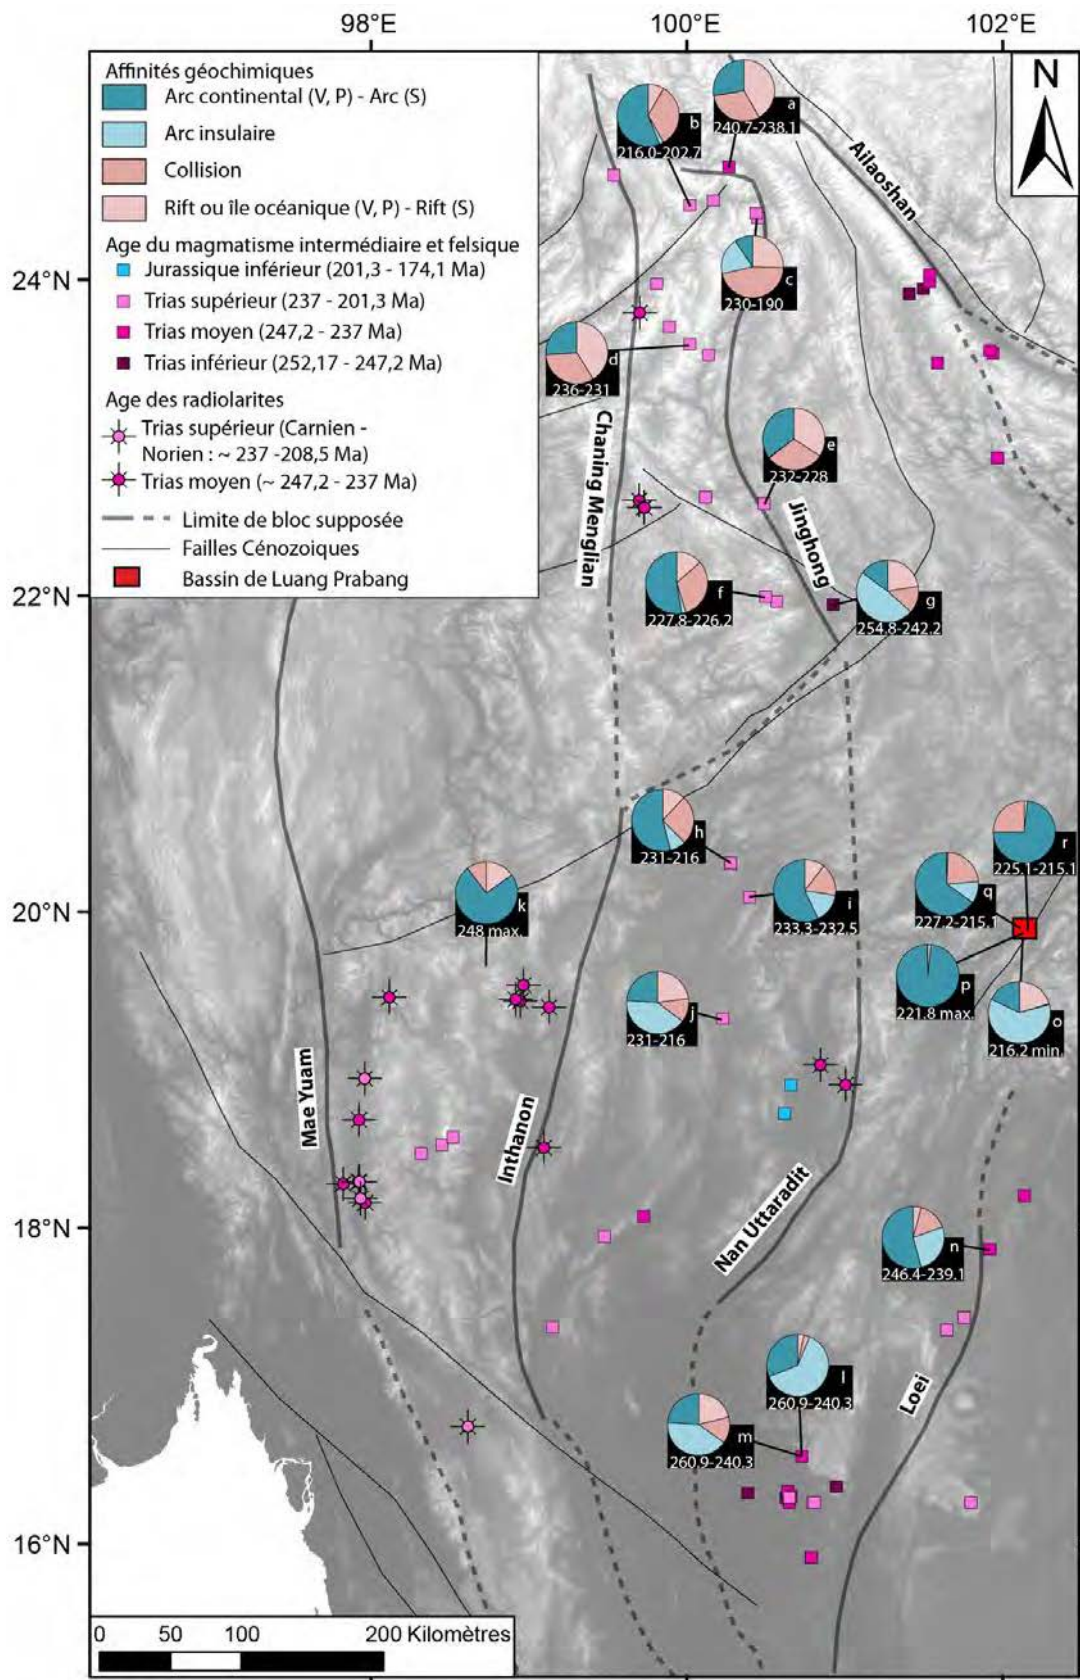 98°E 100°E 102°E
Affinités géochimiques
Arc continental (V, P) - Arc (S)
Arc insulaire
Collision
Rift ou île océanique (V, P) - Rift (S)
Age du magmatisme intermédiaire et felsique
Jurassique inférieur (201,3 - 174,1 Ma)
Trias supérieur (237 - 201,3 Ma)
Trias moyen (247,2 - 237 Ma)
Trias inférieur (252,17 - 247,2 Ma)
Age des radiolarites
Trias supérieur (Carnien -
Norien : ~ 237 -208,5 Ma)
Trias moyen (~ 247,2 - 237 Ma)
Limite de bloc supposée
Failles Cénozoiques
Bassin de Luang Prabang
N
a
240.7-238.1
b
216.0-202.7
Ailaoshan
24°N
c
230-190
d
236-231
Chaning Menglian
e
232-228
Jinghong
22°N
f
227.8-226.2
g
254.8-242.2
h
231-216
i
233.3-232.5
r
225.1-215.1
q
227.2-215.1
20°N
k
248 max.
p
221.8 max.
o
216.2 min.
j
231-216
Mae Yuam
Inthanon
Nan Uttaradit
18°N
n
246.4-239.1
l
260.9-240.3
Loei
m
260.9-240.3
16°N
0 50 100 200 Kilomètres